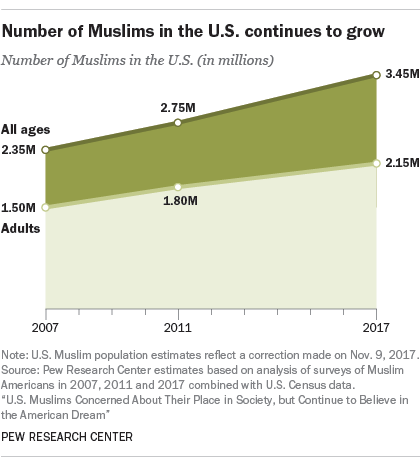 Number of Muslims in the U.S. continues to grow
Number of Muslims in the U.S. (in millions)
3.45M
2.75M
All ages
2.35M
2.15M
1.50M
1.80M
Adults
2007
2011
2017
Note: U.S. Muslim population estimates reflect a correction made on Nov. 9, 2017.
Source: Pew Research Center estimates based on analysis of surveys of Muslim
Americans in 2007, 2011 and 2017 combined with U.S. Census data.
“U.S. Muslims Concerned About Their Place in Society, but Continue to Believe in
the American Dream”
PEW RESEARCH CENTER